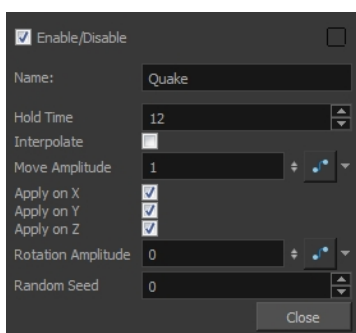 Enable/Disable
Name: Quake
Hold Time 12
Interpolate
Move Amplitude 1
Apply on X
Apply on Y
Apply on Z
Rotation Amplitude 0
Random Seed 0
Close